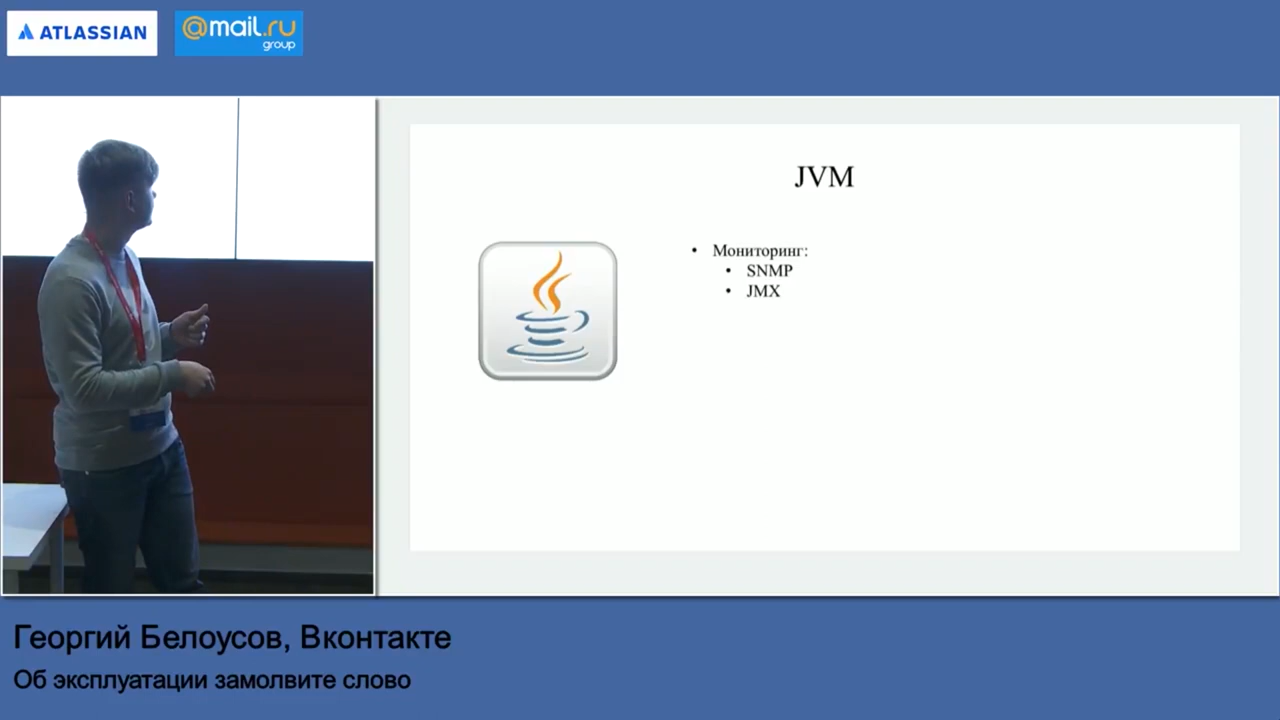 ATLASSIAN
@mail.ru
group
JVM
• Мониторинг:
• SNMP
• JMX
Георгий Белоусов, Вконтакте
Об эксплуатации замолвите слово